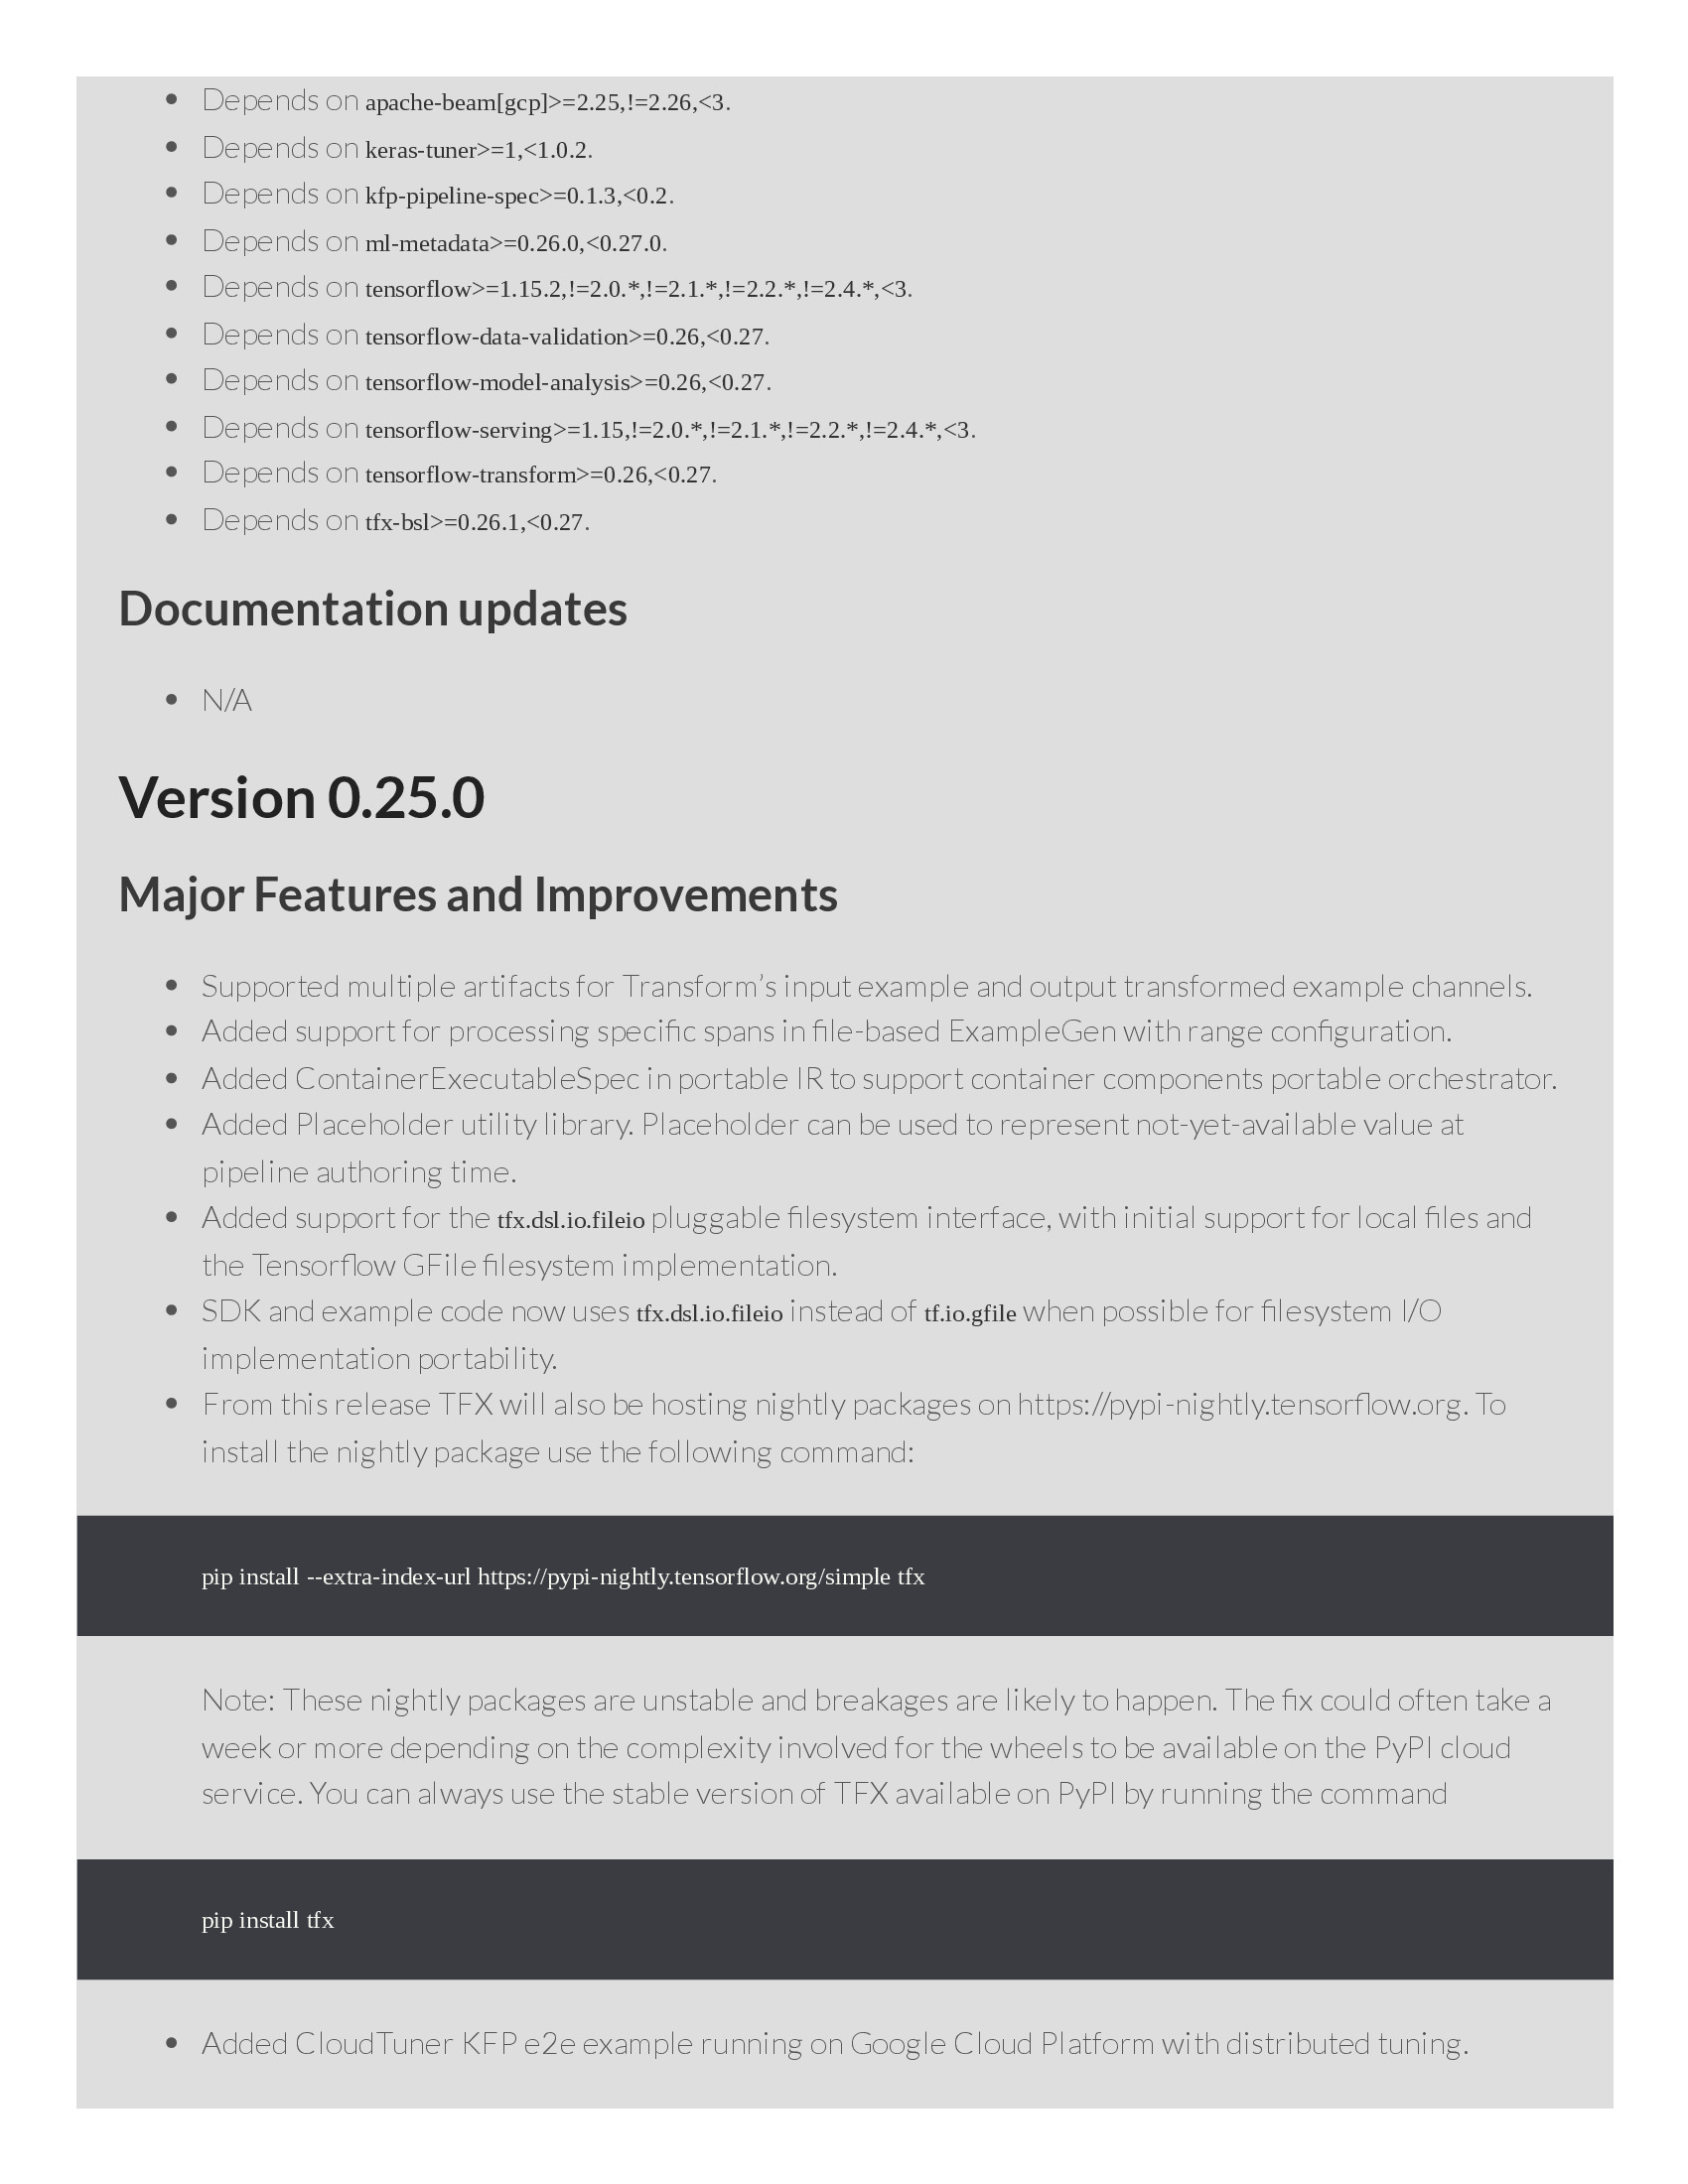 Depends on apache-beam[gcp]>=2.25,!=2.26,<3.
Depends on keras-tuner>=1,<1.0.2.
Depends on kfp-pipeline-spec>=0.1.3,<0.2.
Depends on ml-metadata>=0.26.0,<0.27.0.
Depends on tensorflow>=1.15.2,!=2.0.*,!=2.1.*,!=2.2.*,!=2.4.*,<3.
Depends on tensorflow-data-validation>=0.26,<0.27.
Depends on tensorflow-model-analysis>=0.26,<0.27.
Depends on tensorflow-serving>=1.15,!=2.0.*,!=2.1.*,!=2.2.*,!=2.4.*,<3.
Depends on tensorflow-transform>=0.26,<0.27.
Depends on tfx-bsl>=0.26.1,<0.27.
Documentation updates
N/A
Version 0.25.0
Major Features and Improvements
Supported multiple artifacts for Transform’s input example and output transformed example channels.
Added support for processing specific spans in file-based ExampleGen with range configuration.
Added ContainerExecutableSpec in portable IR to support container components portable orchestrator.
Added Placeholder utility library. Placeholder can be used to represent not-yet-available value at
pipeline authoring time.
Added support for the tfx.dsl.io.fileio pluggable filesystem interface, with initial support for local files and
the Tensorflow GFile filesystem implementation.
SDK and example code now uses tfx.dsl.io.fileio instead of tf.io.gfile when possible for filesystem I/O
implementation portability.
From this release TFX will also be hosting nightly packages on https://pypi-nightly.tensorflow.org. To
install the nightly package use the following command:
pip install --extra-index-url https://pypi-nightly.tensorflow.org/simple tfx
Note: These nightly packages are unstable and breakages are likely to happen. The fix could often take a
week or more depending on the complexity involved for the wheels to be available on the PyPI cloud
service. You can always use the stable version of TFX available on PyPI by running the command
pip install tfx
Added CloudTuner KFP e2e example running on Google Cloud Platform with distributed tuning.